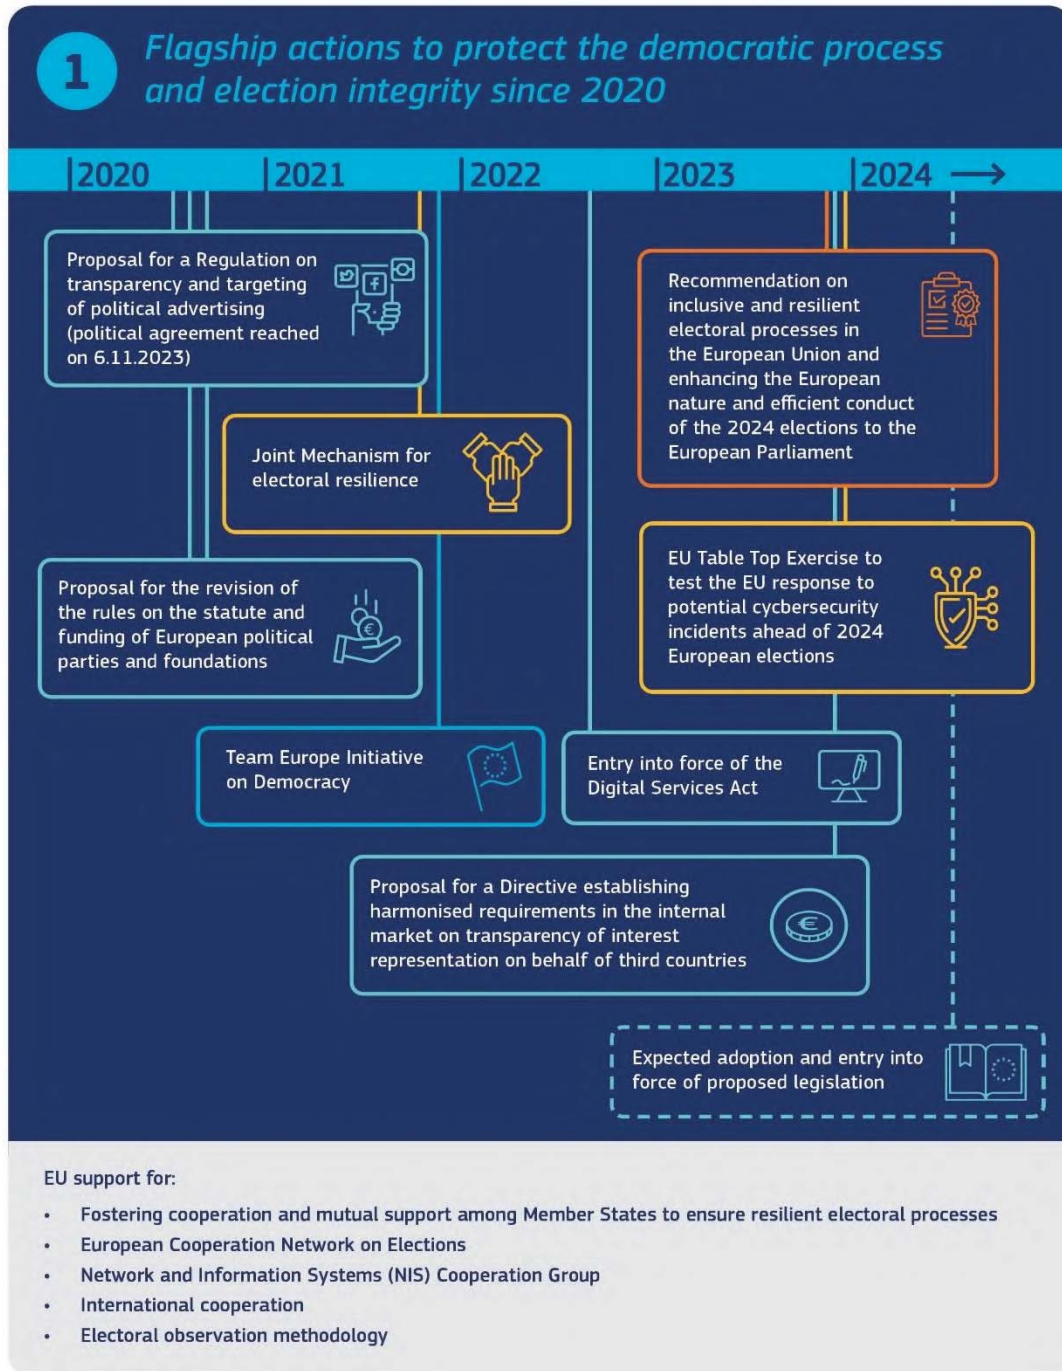 1
Flagship actions to protect the democratic process
and election integrity since 2020
2020
2021
2022
2023
2024
Proposal for a Regulation on
transparency and targeting
of political advertising
(political agreement reached
on 6.11.2023)
Recommendation on
inclusive and resilient
electoral processes in
the European Union and
enhancing the European
nature and efficient conduct
of the 2024 elections to the
European Parliament
Joint Mechanism for
electoral resilience
EU Table Top Exercise to
test the EU response to
potential cycbersecurity
incidents ahead of 2024
European elections
Proposal for the revision of
the rules on the statute and
funding of European political
parties and foundations
Team Europe Initiative
on Democracy
Entry into force of the
Digital Services Act
Proposal for a Directive establishing
harmonised requirements in the internal
market on transparency of interest
representation on behalf of third countries
Expected adoption and entry into
force of proposed legislation
EU support for:
• Fostering cooperation and mutual support among Member States to ensure resilient electoral processes
• European Cooperation Network on Elections
• Network and Information Systems (NIS) Cooperation Group
• International cooperation
• Electoral observation methodology